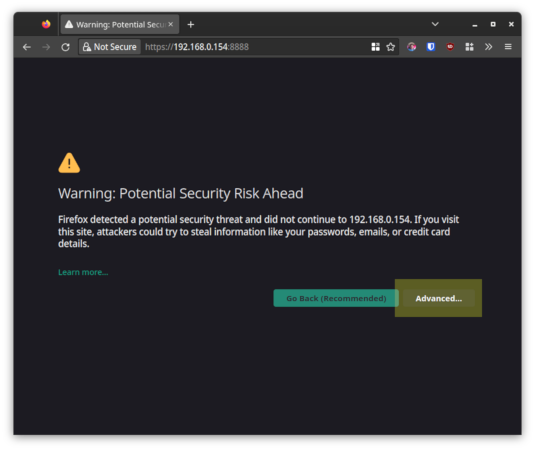 Warning: Potential Secu
Not Secure
https://192.168.0.154:8888
Warning: Potential Security Risk Ahead
Firefox detected a potential security threat and did not continue to 192.168.0.154. If you visit
this site, attackers could try to steal information like your passwords, emails, or credit card
details.
Learn more...
Go Back (Recommended)
Advanced...